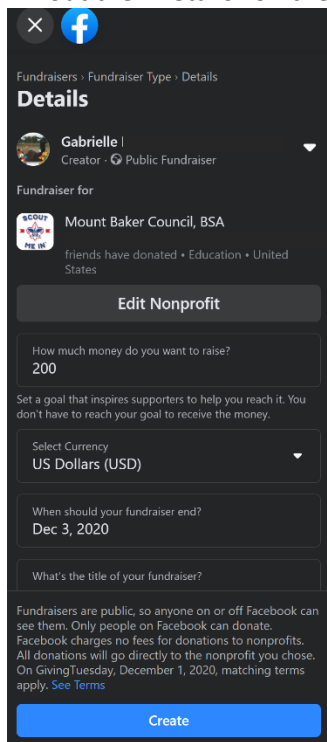 Fundraisers › Fundraiser Type › Details
Details
Gabrielle
Creator · Public Fundraiser
Fundraiser for
SCOUT
ME IN
Mount Baker Council, BSA
friends have donated • Education • United
States
Edit Nonprofit
How much money do you want to raise?
200
Set a goal that inspires supporters to help you reach it. You
don't have to reach your goal to receive the money.
Select Currency
US Dollars (USD)
When should your fundraiser end?
Dec 3, 2020
What's the title of your fundraiser?
Fundraisers are public, so anyone on or off Facebook can
see them. Only people on Facebook can donate.
Facebook charges no fees for donations to nonprofits.
All donations will go directly to the nonprofit you chose.
On GivingTuesday, December 1, 2020, matching terms
apply. See Terms
Create